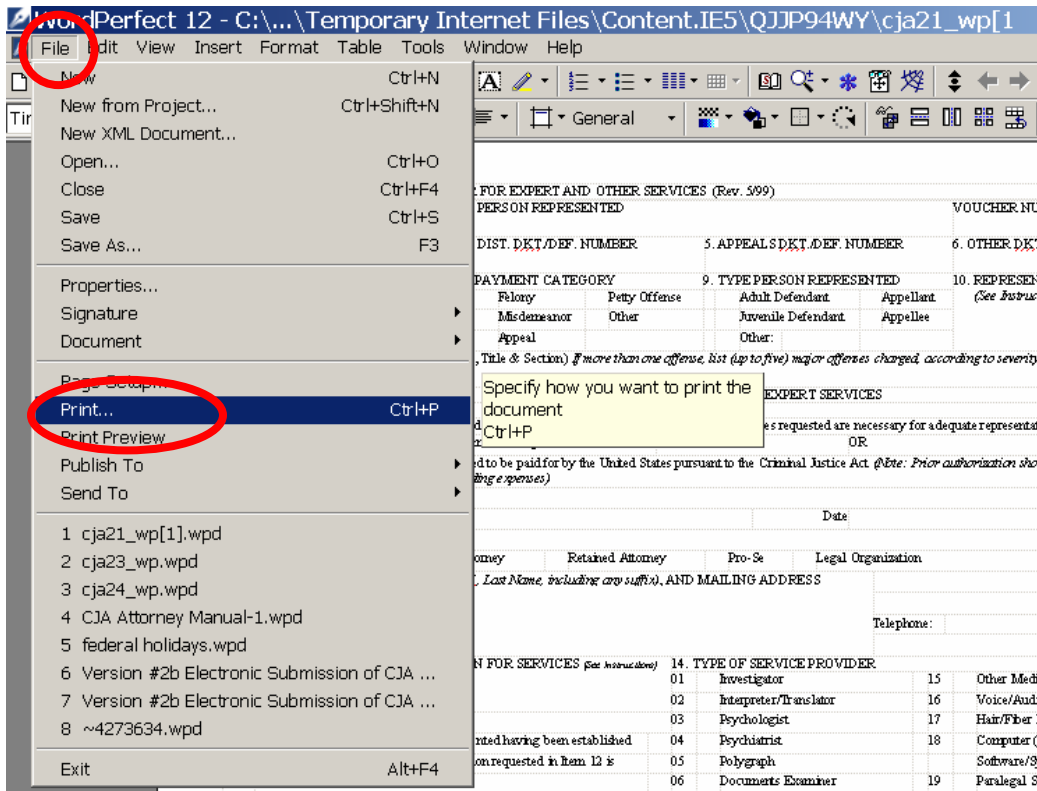 WordPerfect 12 - C:\...\Temporary Internet Files\Content.IE5\QJJP94WY\cja21_wp[1
File Edit View Insert Format Table Tools Window Help
New Ctrl+N
New from Project... Ctrl+Shift+N
New XML Document...
Open... Ctrl+O
Close Ctrl+F4
Save Ctrl+S
Save As... F3
Properties...
Signature
Document
Page Setup...
Print... Ctrl+P
Print Preview
Publish To
Send To
1 cja21_wp[1].wpd
2 cja23_wp.wpd
3 cja24_wp.wpd
4 CJA Attorney Manual-1.wpd
5 federal holidays.wpd
6 Version #2b Electronic Submission of CJA ...
7 Version #2b Electronic Submission of CJA ...
8 ~4273634.wpd
Exit Alt+F4
General
Specify how you want to print the
document
Ctrl+P
FOR EXPERT AND OTHER SERVICES (Rev. 5/99)
PERSON REPRESENTED VOUCHER NU
DIST. DKT./DEF. NUMBER 5. APPEALS DKT./DEF. NUMBER 6. OTHER DKT
PAYMENT CATEGORY 9. TYPE PERSON REPRESENTED 10. REPRESEN
Felony Petty Offense Adult Defendant Appellant (See Instruc
Misdemeanor Other Juvenile Defendant Appellee
Appeal Other:
, Title & Section) If more than one offense, list (up to five) major offenses charged, according to severity
EXPERT SERVICES
es requested are necessary for adequate representat
OR
ed to be paid for by the United States pursuant to the Criminal Justice Act (Note: Prior authorization sho
ding expenses)
Date
orney Retained Attorney Pro-Se Legal Organization
, Last Name, including any suffix), AND MAILING ADDRESS
Telephone:
N FOR SERVICES (See Instructions) 14. TYPE OF SERVICE PROVIDER
01 Investigator 15 Other Medi
02 Interpreter/Translator 16 Voice/Aud
03 Psychologist 17 Hair/Fiber
nted having been established 04 Psychiatrist 18 Computer (
on requested in Item 12 is 05 Polygraph Software/Sy
06 Documents Examiner 19 Paralegal S